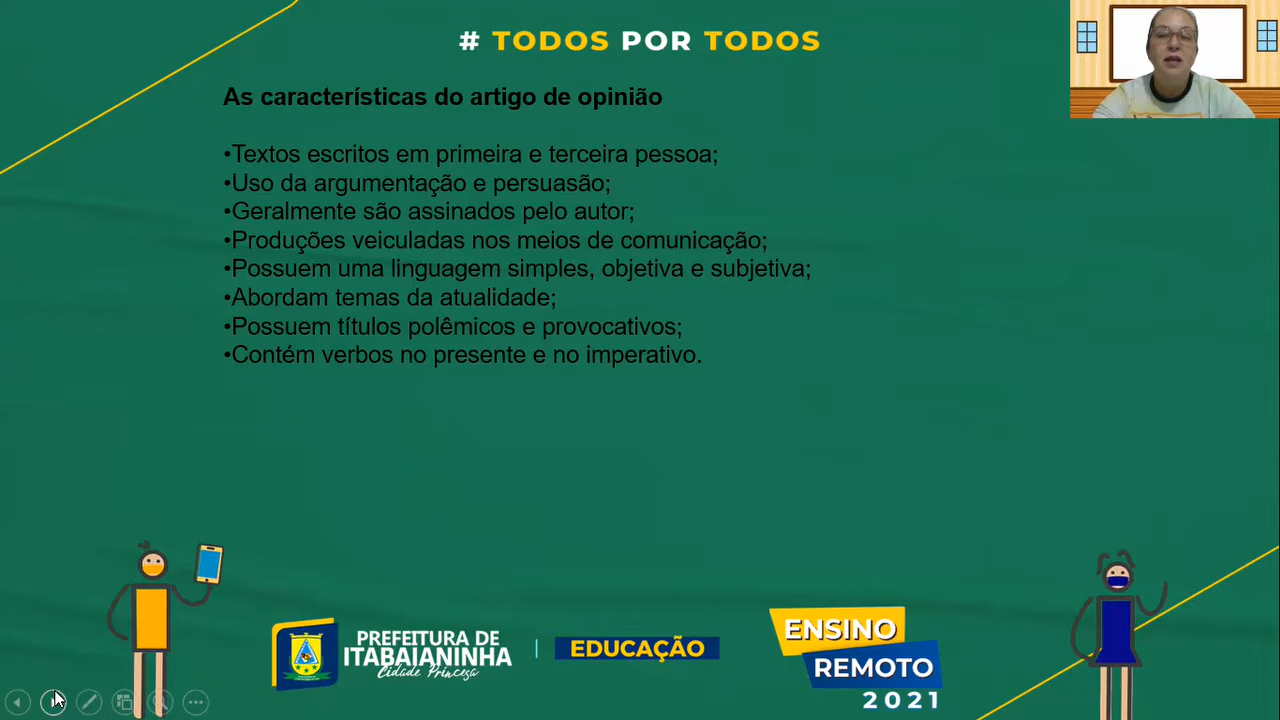 # TODOS POR TODOS
As características do artigo de opinião
•Textos escritos em primeira e terceira pessoa;
•Uso da argumentação e persuasão;
•Geralmente são assinados pelo autor;
•Produções veiculadas nos meios de comunicação;
•Possuem uma linguagem simples, objetiva e subjetiva;
•Abordam temas da atualidade;
•Possuem títulos polêmicos e provocativos;
•Contém verbos no presente e no imperativo.
PREFEITURA DE
ITABAIANINHA
Cidade Princesa
EDUCAÇÃO
ENSINO
REMOTO
2021